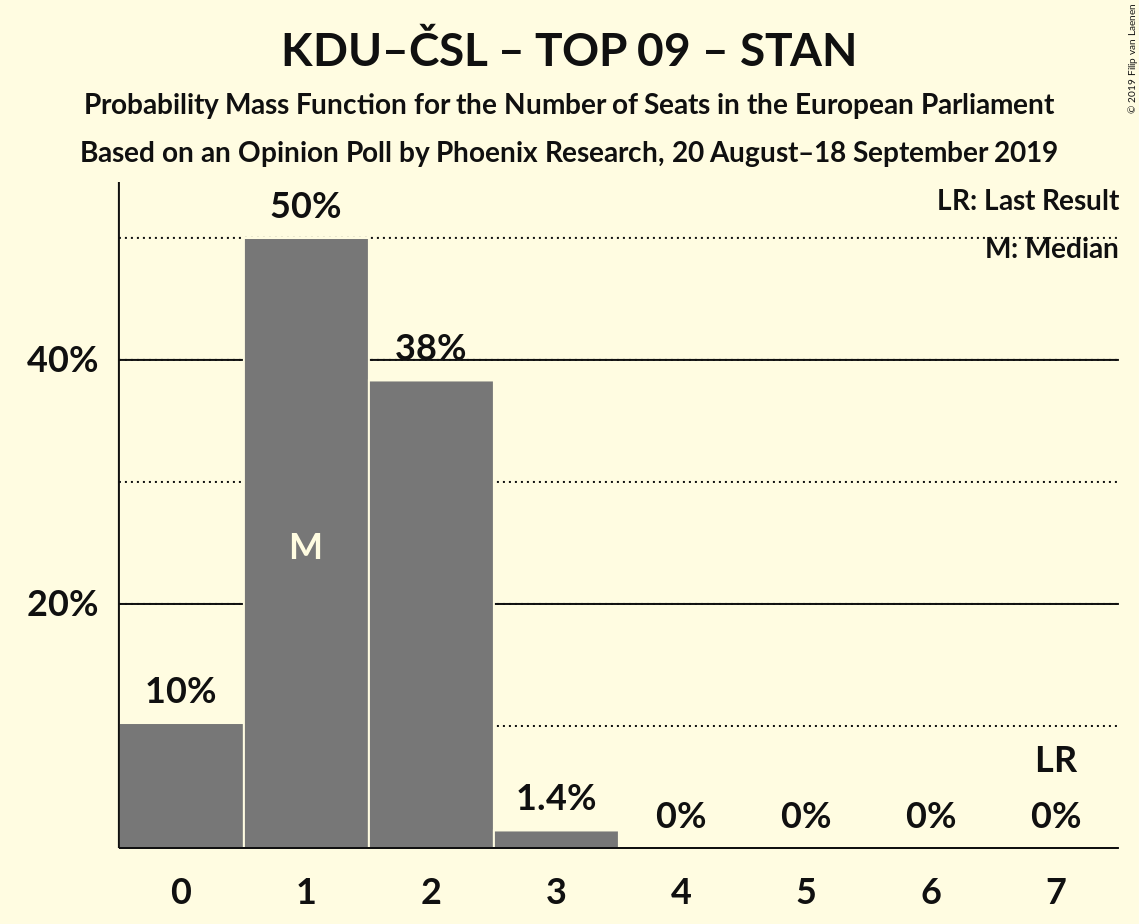 KDU–ČSL – TOP 09 – STAN
Probability Mass Function for the Number of Seats in the European Parliament
Based on an Opinion Poll by Phoenix Research, 20 August–18 September 2019
© 2019 Filip van Laenen
LR: Last Result
M: Median
50%
38%
40%
M
20%
10%
LR
1.4%
0%
0%
0%
0%
0
1
2
3
4
5
6
7